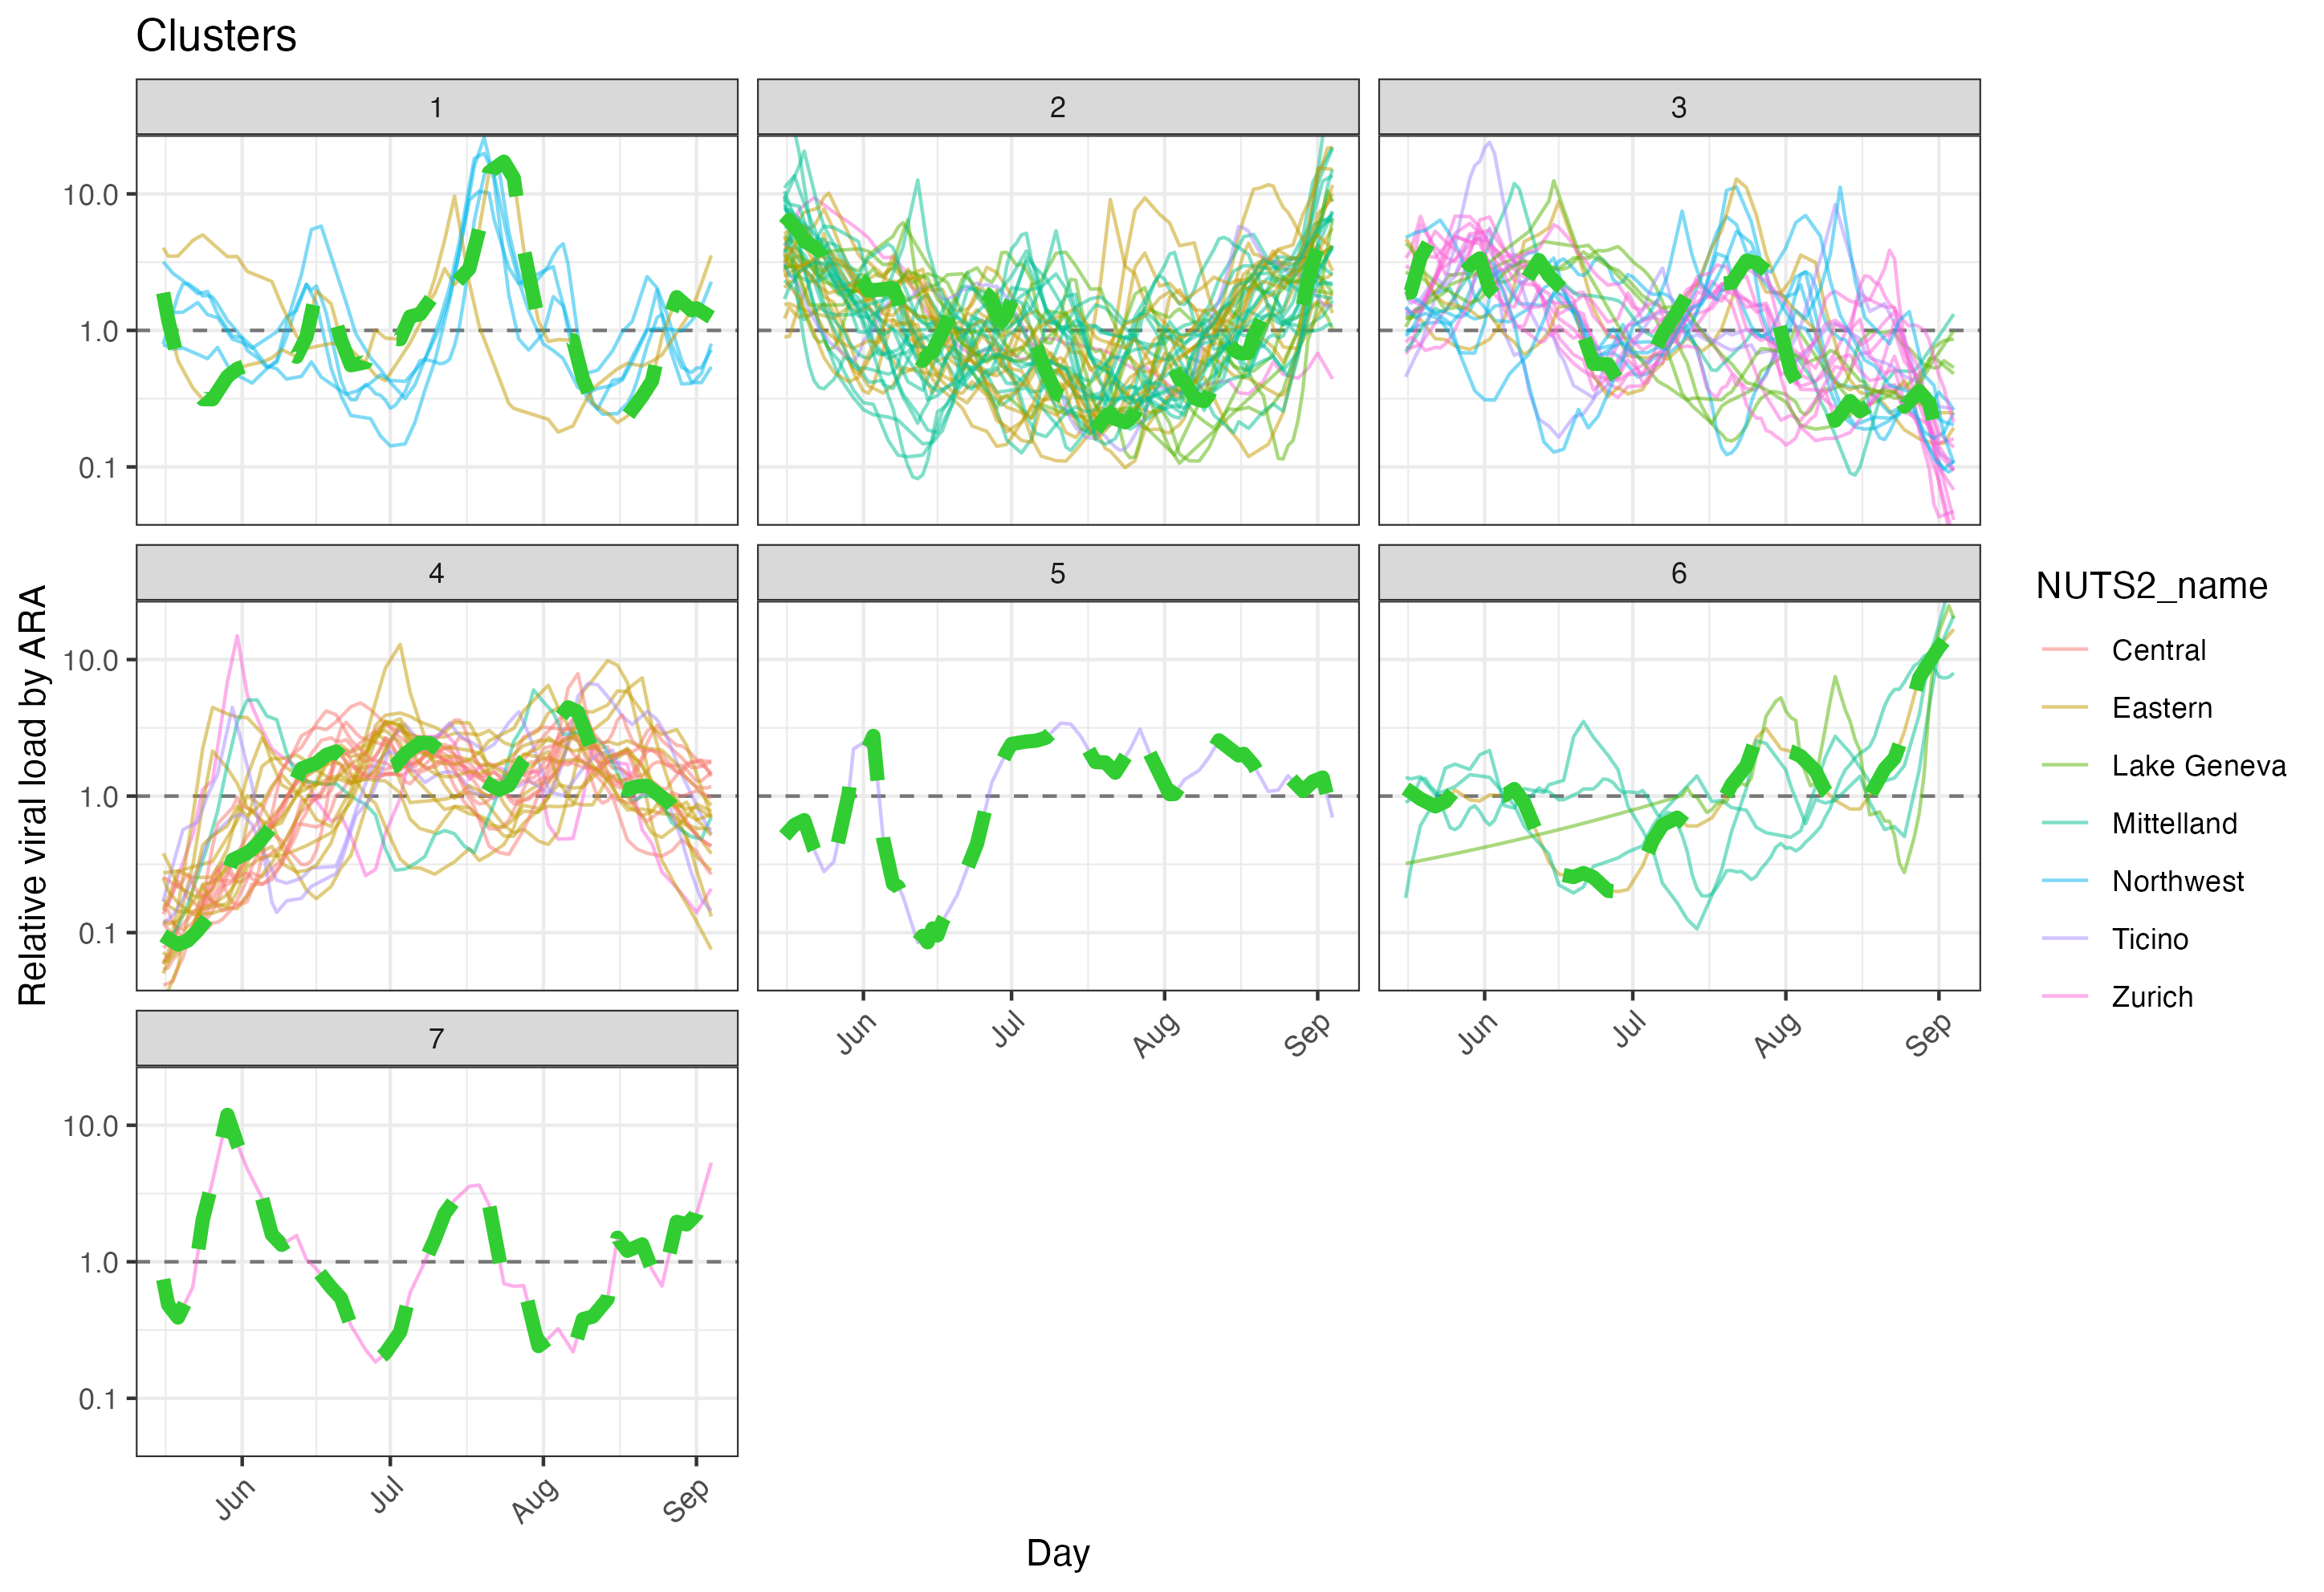 Clusters
1
2
3
10.0
1.0
0.1
4
5
6
10.0
1.0
0.1
Jun
Jul
Aug
Sep
Jun
Jul
Aug
Sep
7
10.0
1.0
0.1
Jun
Jul
Aug
Sep
Day
Relative viral load by ARA
NUTS2_name
Central
Eastern
Lake Geneva
Mittelland
Northwest
Ticino
Zurich